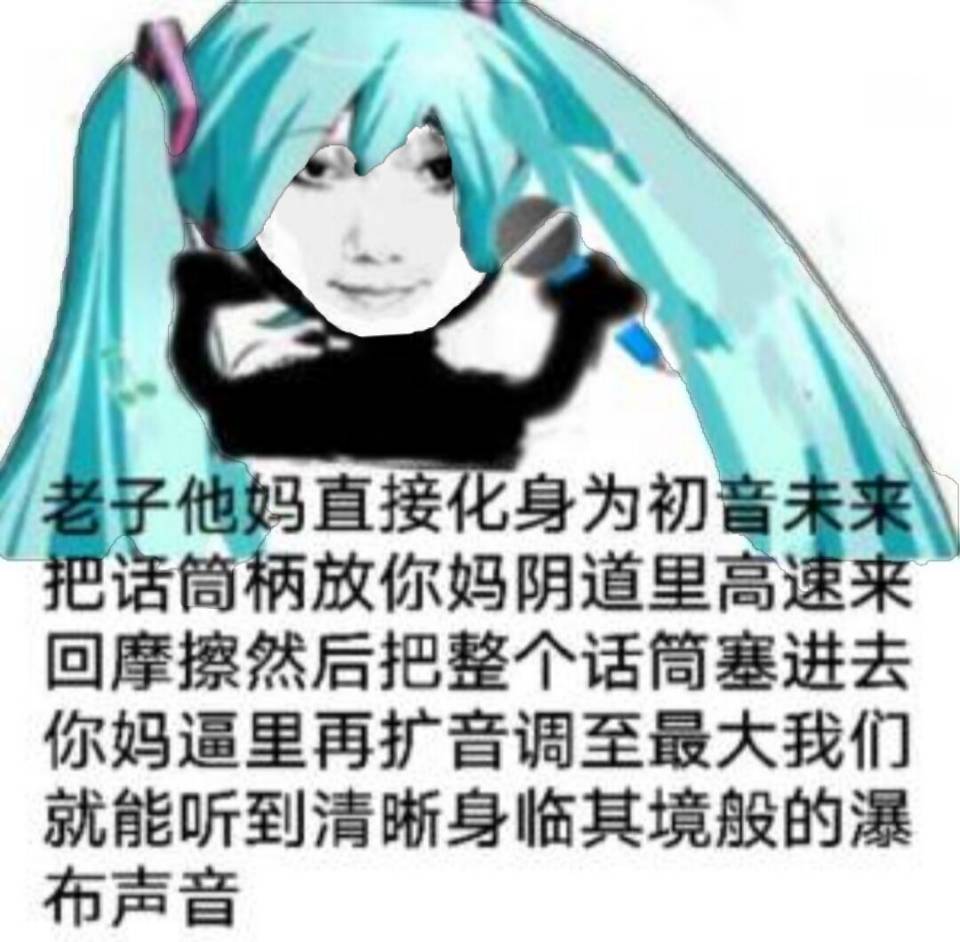 老子他妈直接化身为初音未来
把话筒柄放你妈阴道里高速来
回摩擦然后把整个话筒塞进去
你妈逼里再扩音调至最大我们
就能听到清晰身临其境般的瀑
布声音